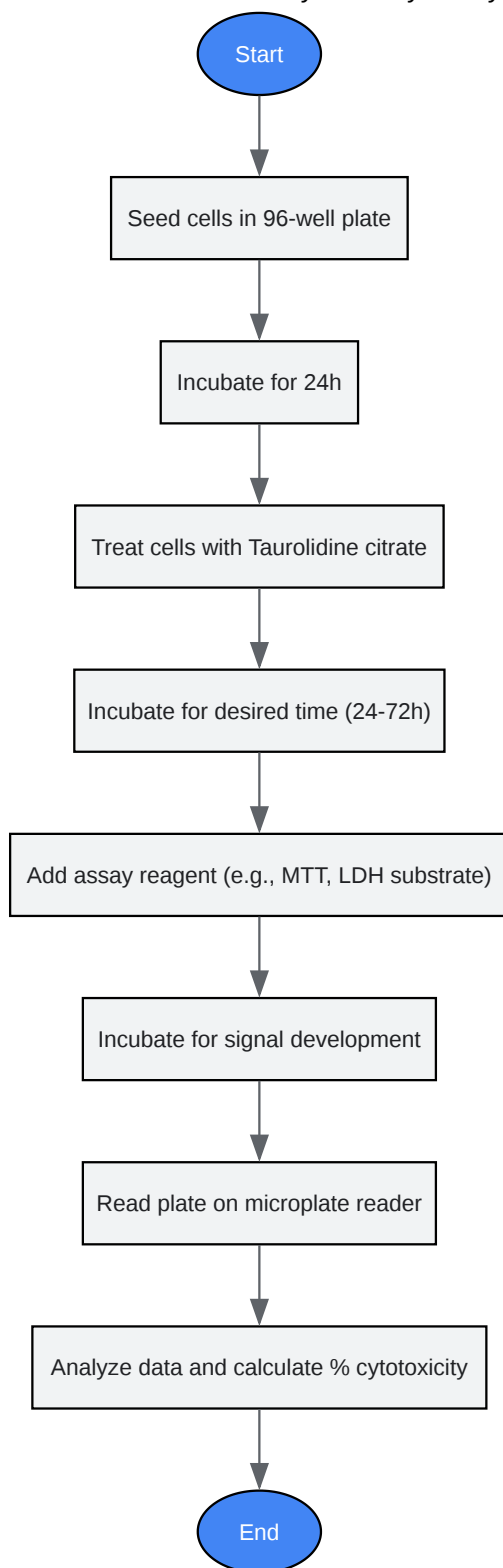 Start
Seed cells in 96-well plate
Incubate for 24h
Treat cells with Taurolidine citrate
Incubate for desired time (24-72h)
Add assay reagent (e.g., MTT, LDH substrate)
Incubate for signal development
Read plate on microplate reader
Analyze data and calculate % cytotoxicity
End